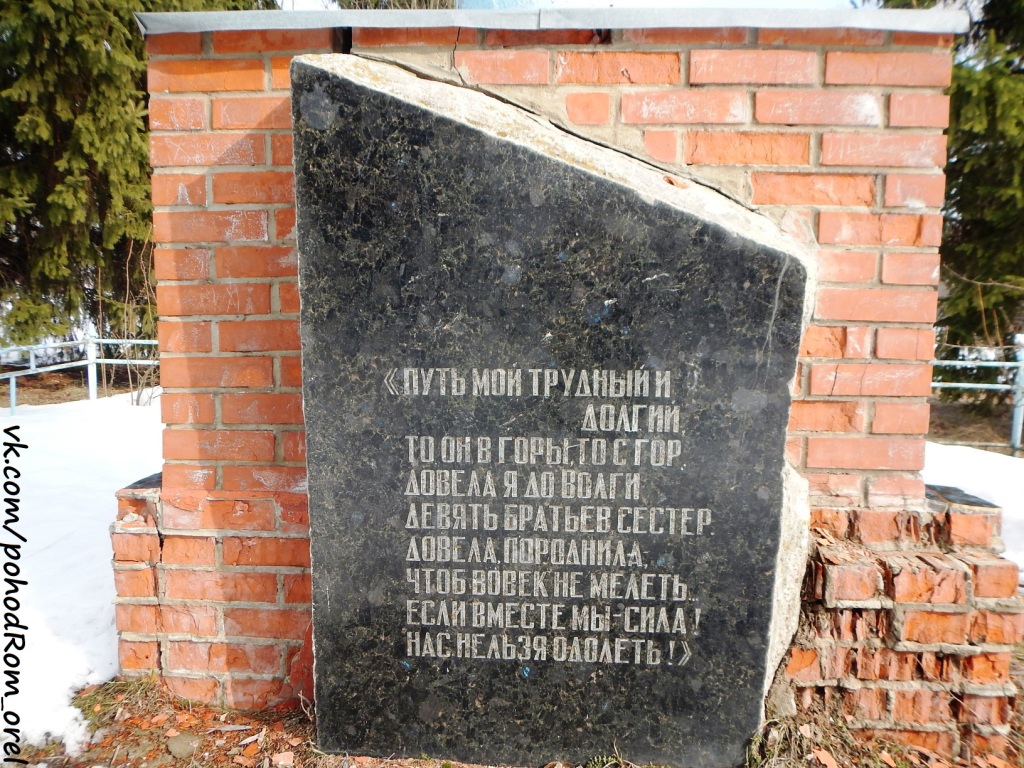 «ПУТЬ МОЙ ТРУДНЫЙ И
ДОЛГИЙ,
ТО ОН В ГОРЫ, ТО С ГОР.
ДОВЕЛА Я ДО ВОЛГИ
ДЕВЯТЬ БРАТЬЕВ СЕСТЕР.
ДОВЕЛА, ПОРОДНИЛА,
ЧТОБ ВОВЕК НЕ МЕЛЕТЬ.
ЕСЛИ ВМЕСТЕ МЫ-СИЛА!
НАС НЕЛЬЗЯ ОДОЛЕТЬ!»
vk.com/pohodRom_orel